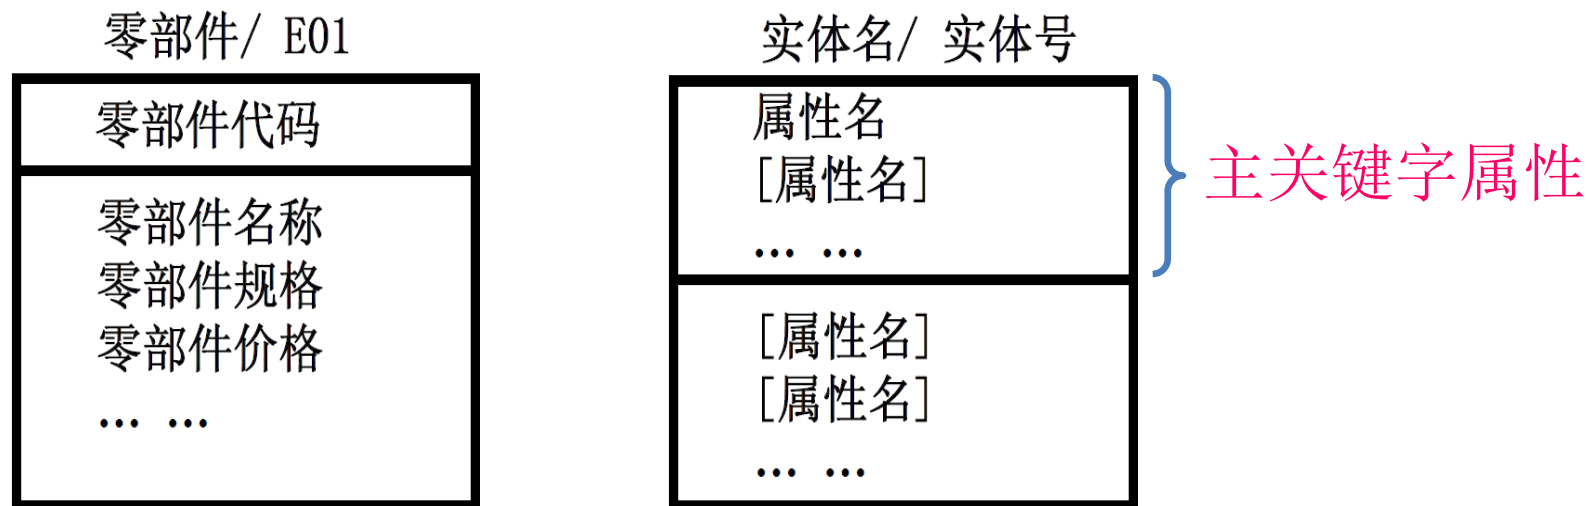 零部件/ E01
零部件代码
零部件名称
零部件规格
零部件价格
... ...
实体名/ 实体号
属性名
[属性名]
... ...
[属性名]
[属性名]
... ...
主关键字属性